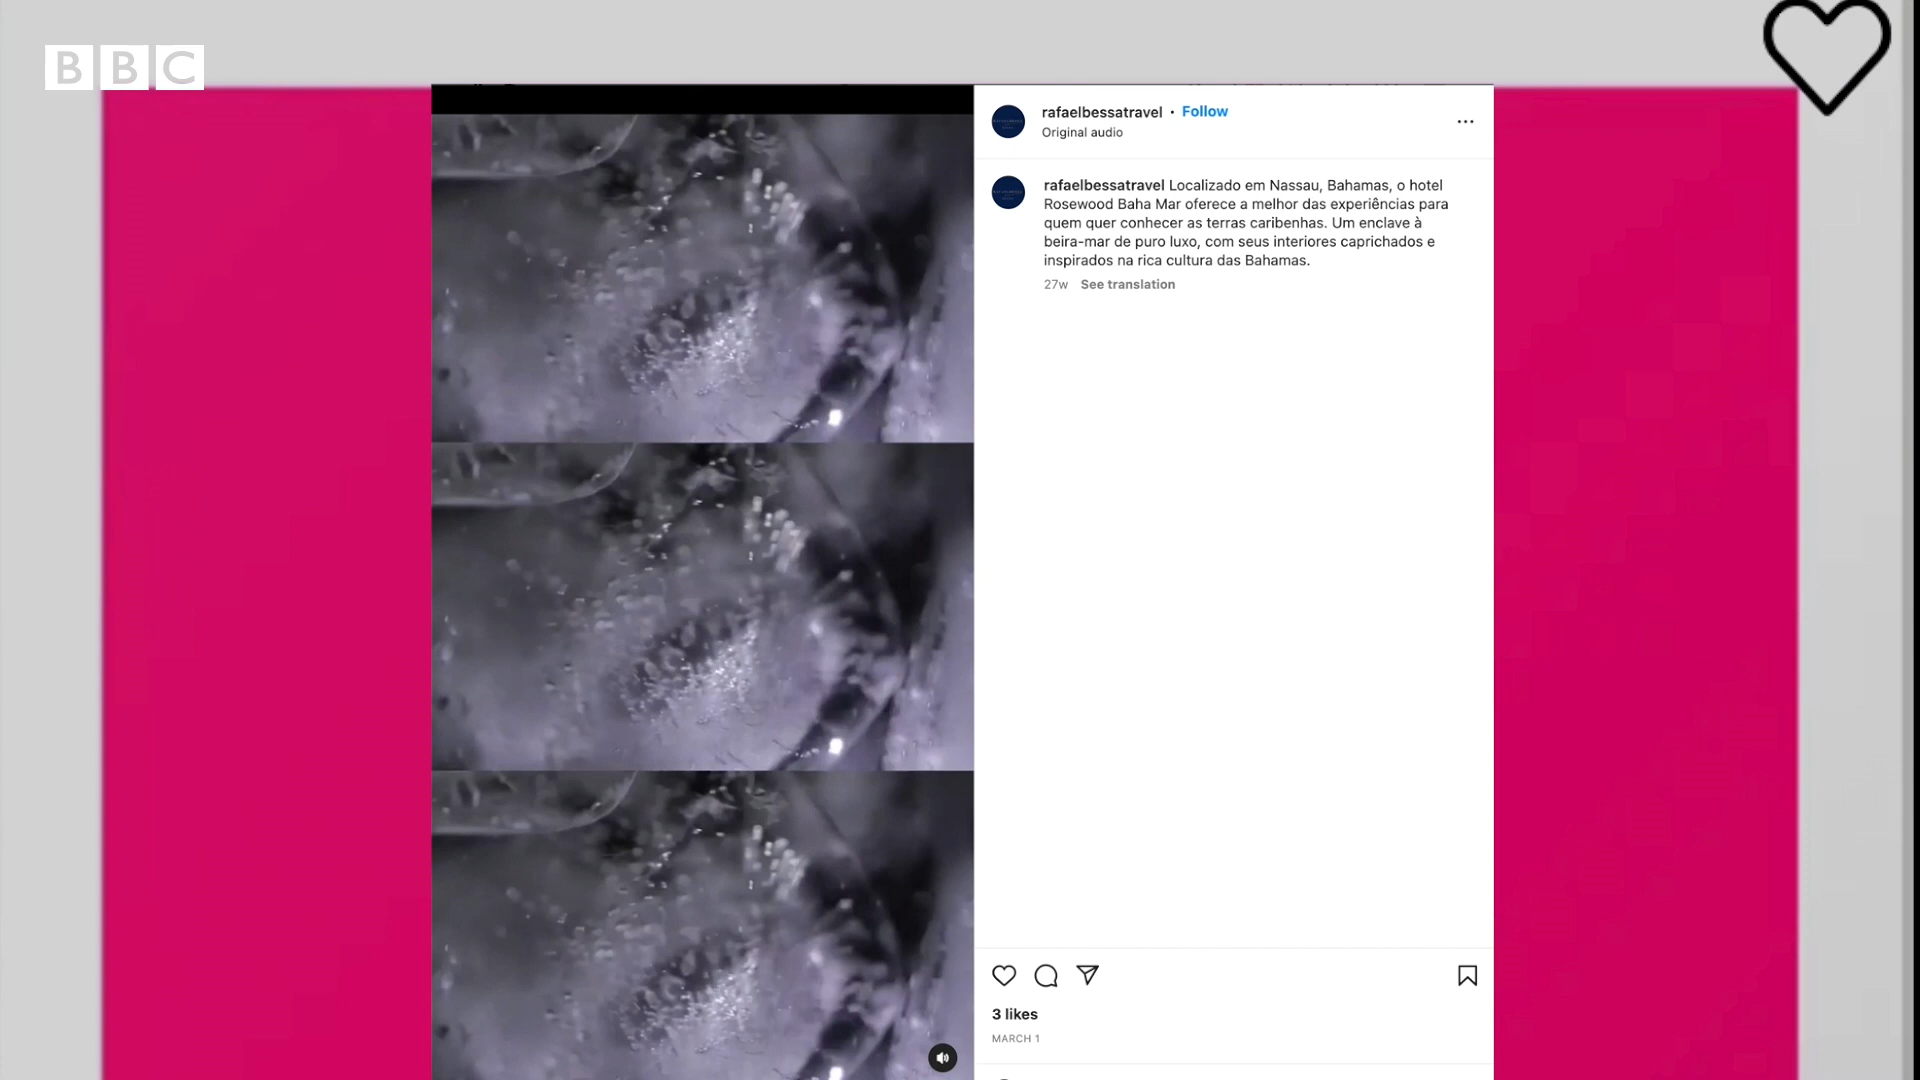 BBC
rafaelbessatravel • Follow
Original audio
rafaelbessatravel Localizado em Nassau, Bahamas, o hotel
Rosewood Baha Mar oferece a melhor das experiências para
quem quer conhecer as terras caribenhas. Um enclave à
beira-mar de puro luxo, com seus interiores caprichados e
inspirados na rica cultura das Bahamas.
27w See translation
3 likes
MARCH 1